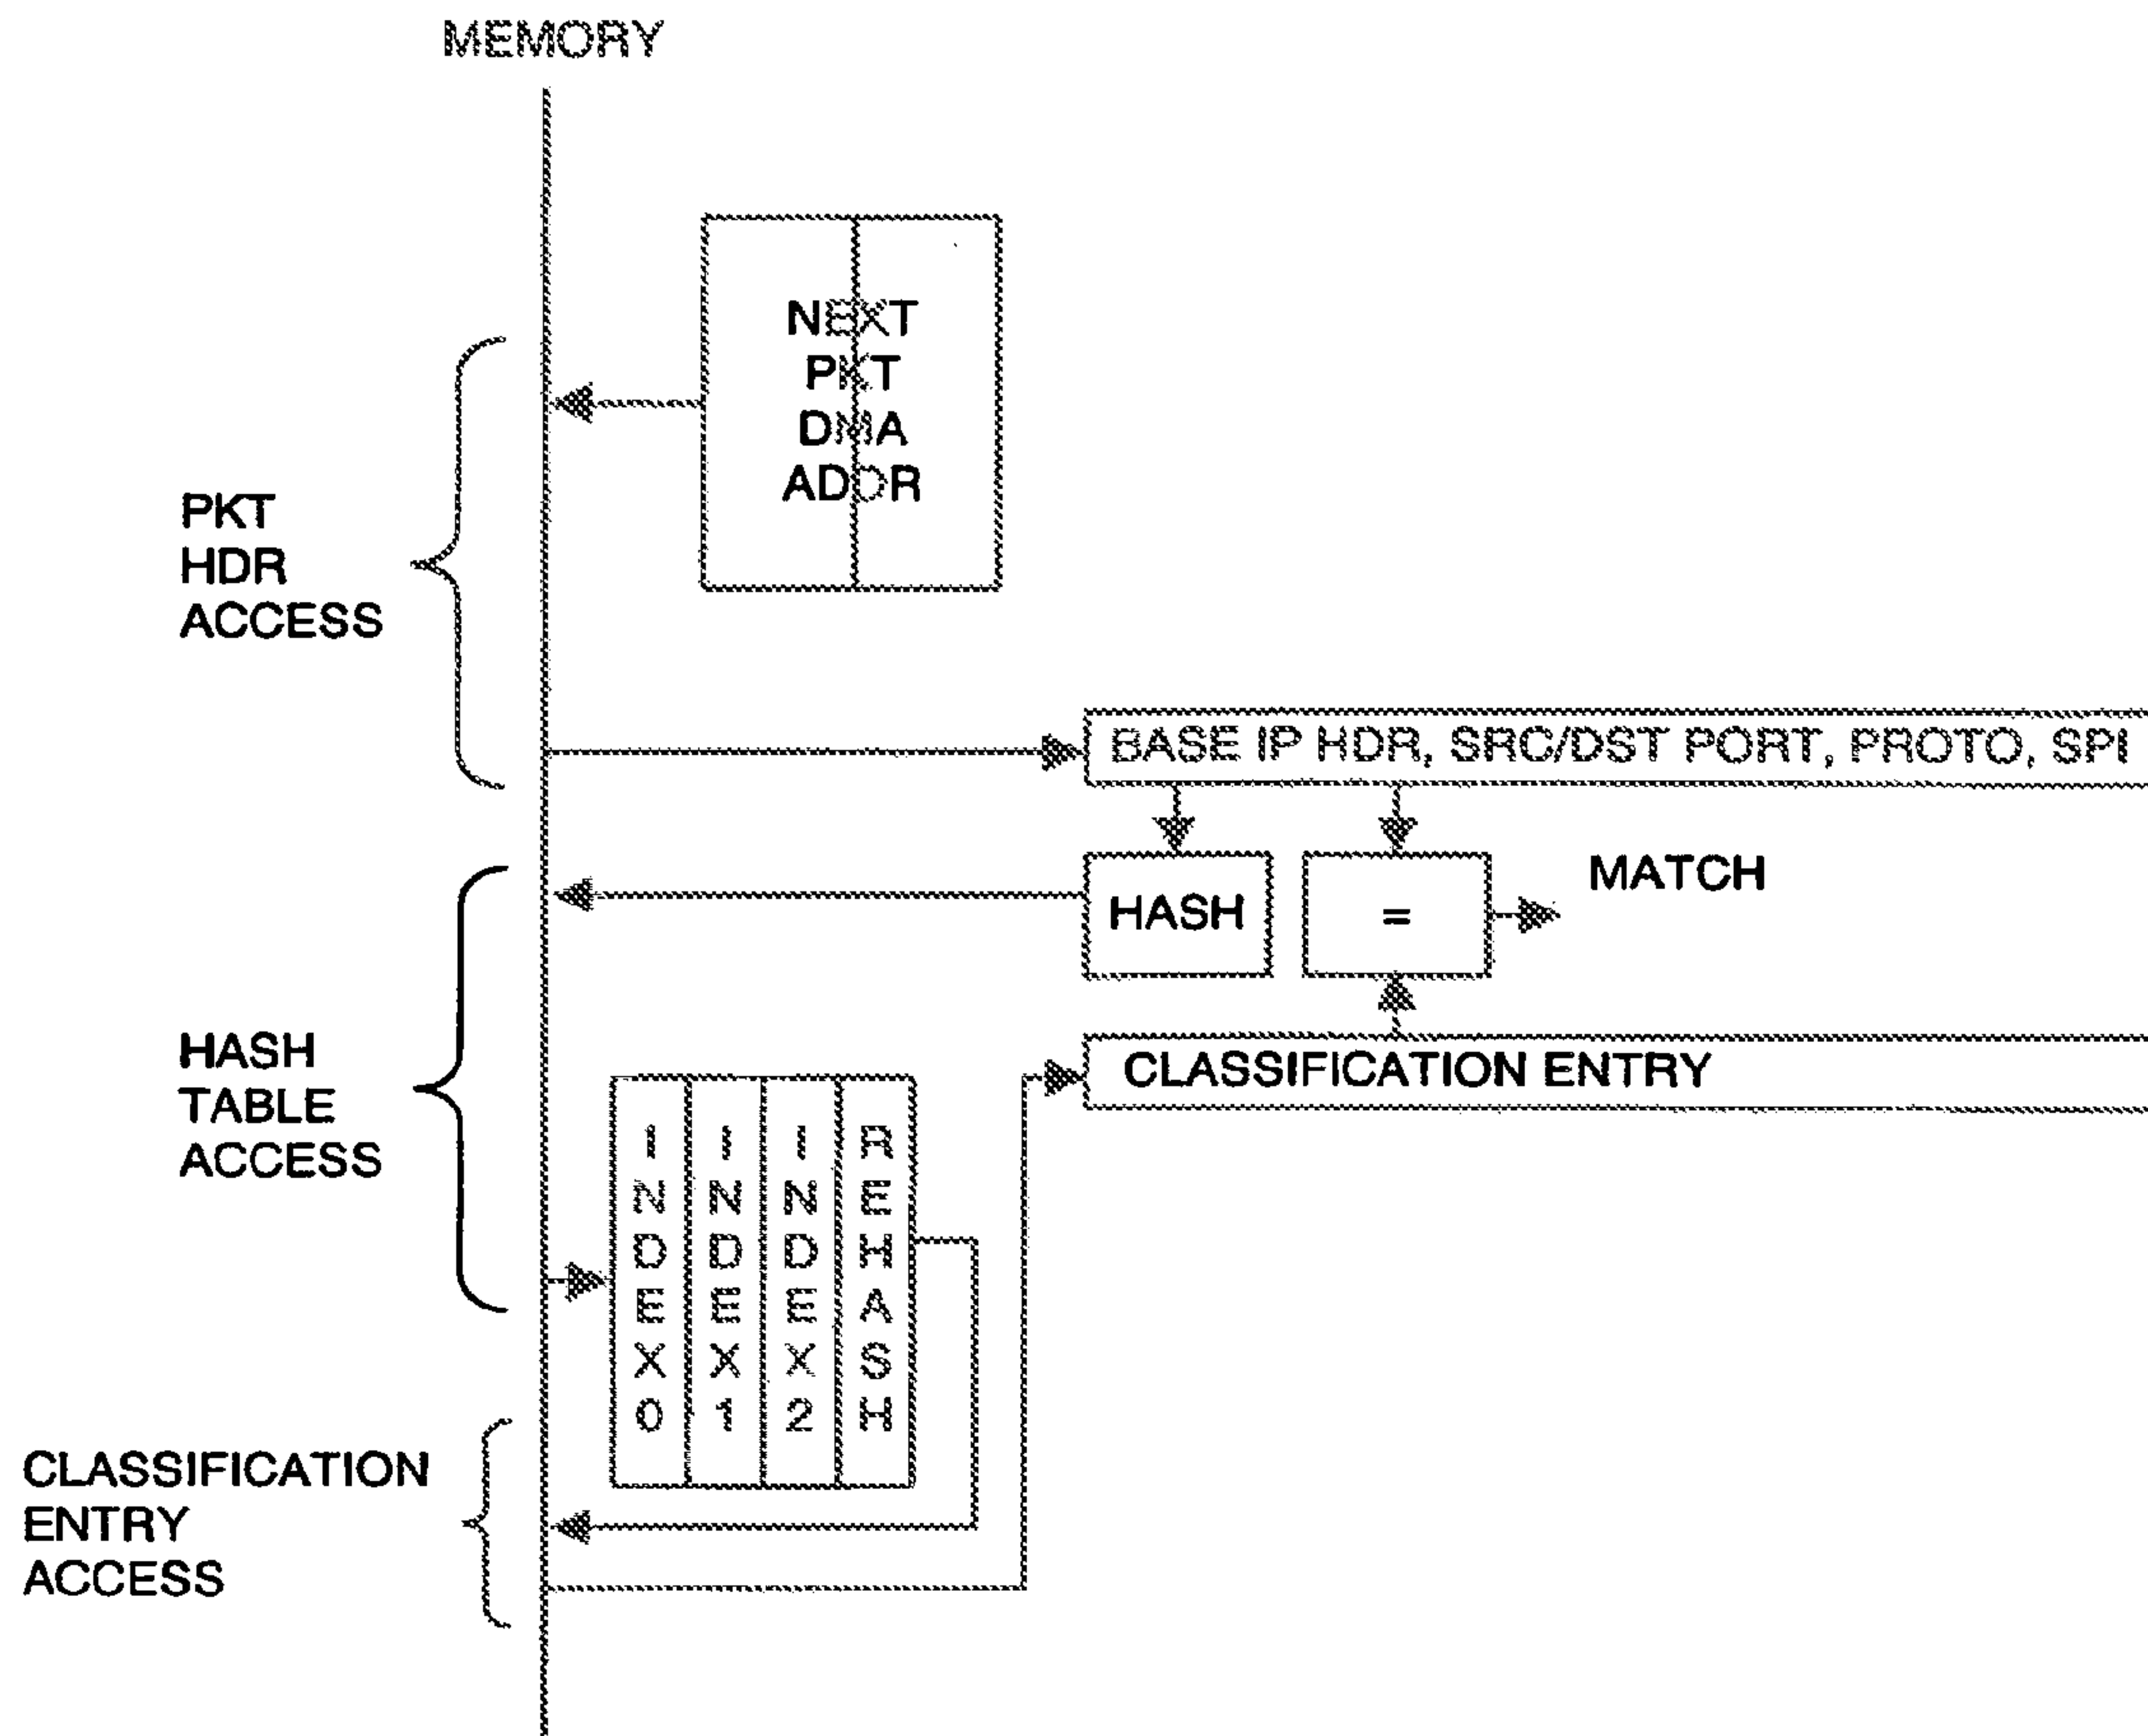 MEMORY
NEXT
PKT
DMA
ADDR
PKT
HDR
ACCESS
BASE IP HDR, SRC/DST PORT, PROTO, SPI
HASH
=
MATCH
HASH
TABLE
ACCESS
CLASSIFICATION ENTRY
INDEX0
INDEX1
INDEX2
REHASH
CLASSIFICATION
ENTRY
ACCESS